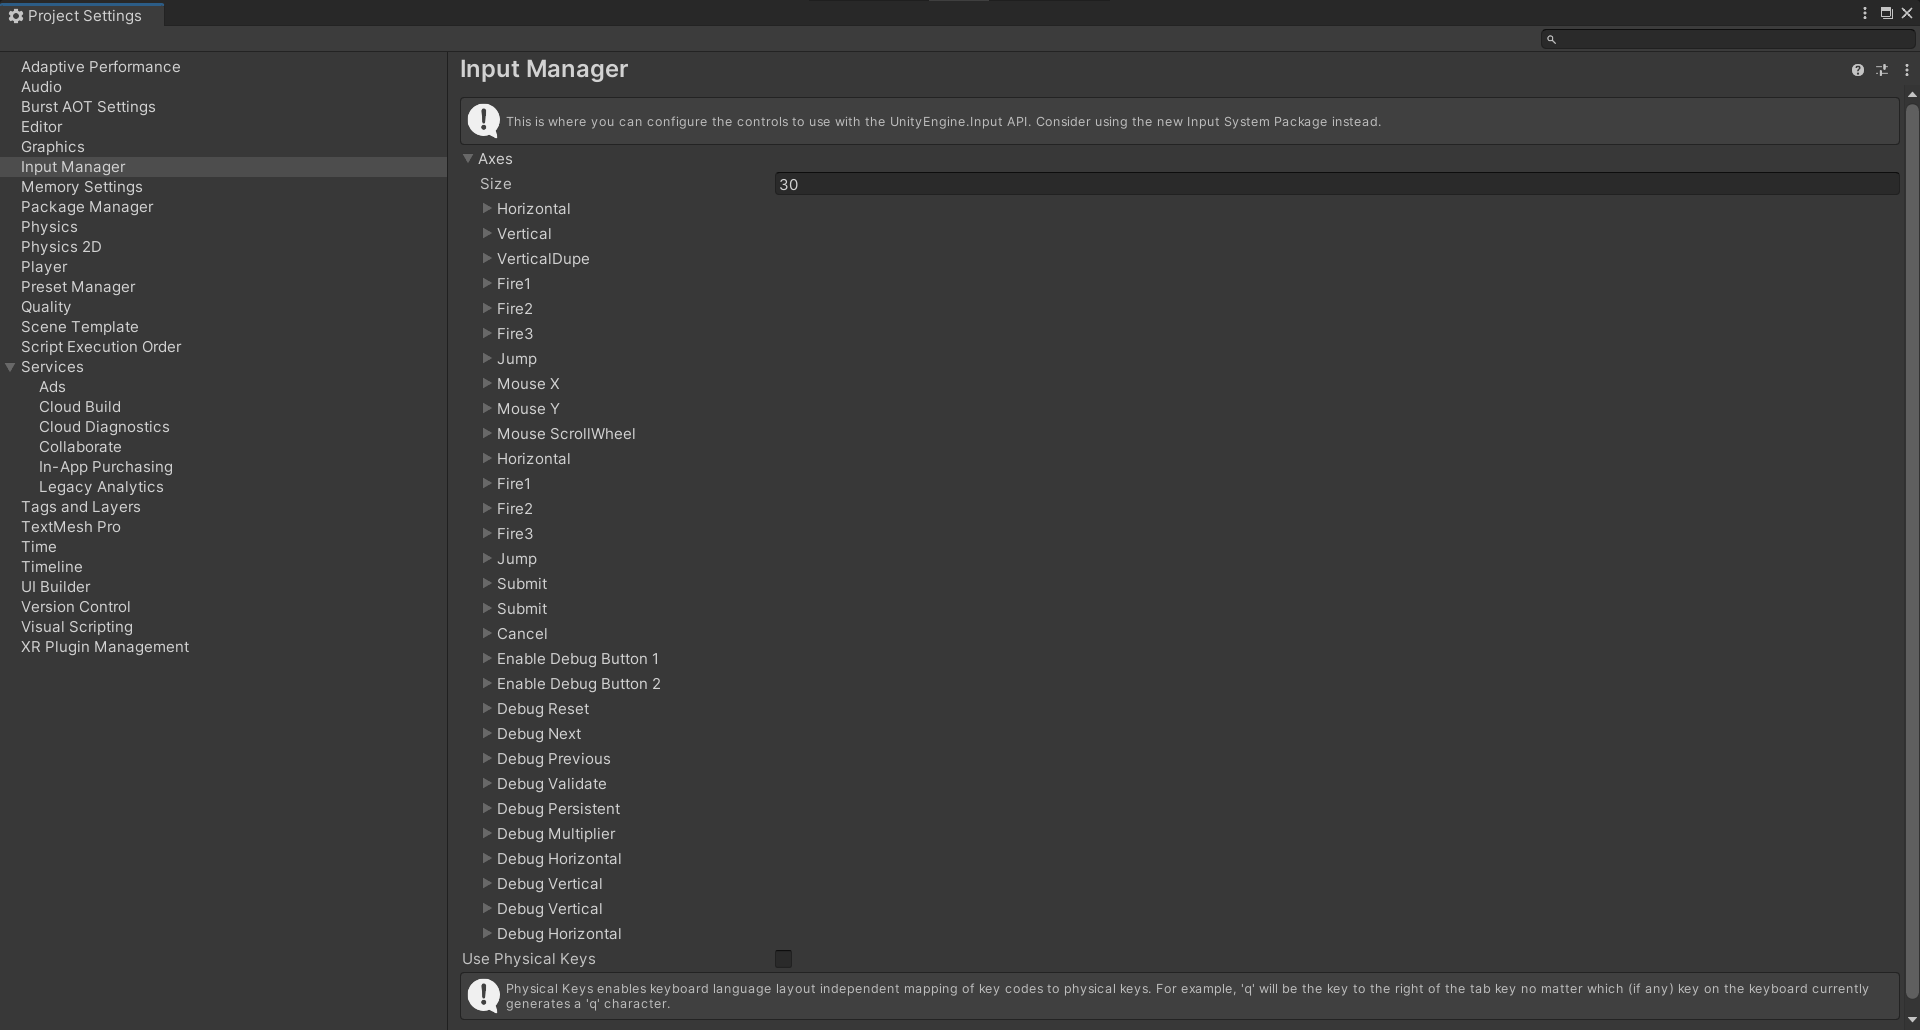 Project Settings
Adaptive Performance
Audio
Burst AOT Settings
Editor
Graphics
Input Manager
Memory Settings
Package Manager
Physics
Physics 2D
Player
Preset Manager
Quality
Scene Template
Script Execution Order
Services
Ads
Cloud Build
Cloud Diagnostics
Collaborate
In-App Purchasing
Legacy Analytics
Tags and Layers
TextMesh Pro
Time
Timeline
UI Builder
Version Control
Visual Scripting
XR Plugin Management
Input Manager
This is where you can configure the controls to use with the UnityEngine.Input API. Consider using the new Input System Package instead.
Axes
Size 30
Horizontal
Vertical
VerticalDupe
Fire1
Fire2
Fire3
Jump
Mouse X
Mouse Y
Mouse ScrollWheel
Horizontal
Fire1
Fire2
Fire3
Jump
Submit
Submit
Cancel
Enable Debug Button 1
Enable Debug Button 2
Debug Reset
Debug Next
Debug Previous
Debug Validate
Debug Persistent
Debug Multiplier
Debug Horizontal
Debug Vertical
Debug Vertical
Debug Horizontal
Use Physical Keys
Physical Keys enables keyboard language layout independent mapping of key codes to physical keys. For example, 'q' will be the key to the right of the tab key no matter which (if any) key on the keyboard currently
generates a 'q' character.